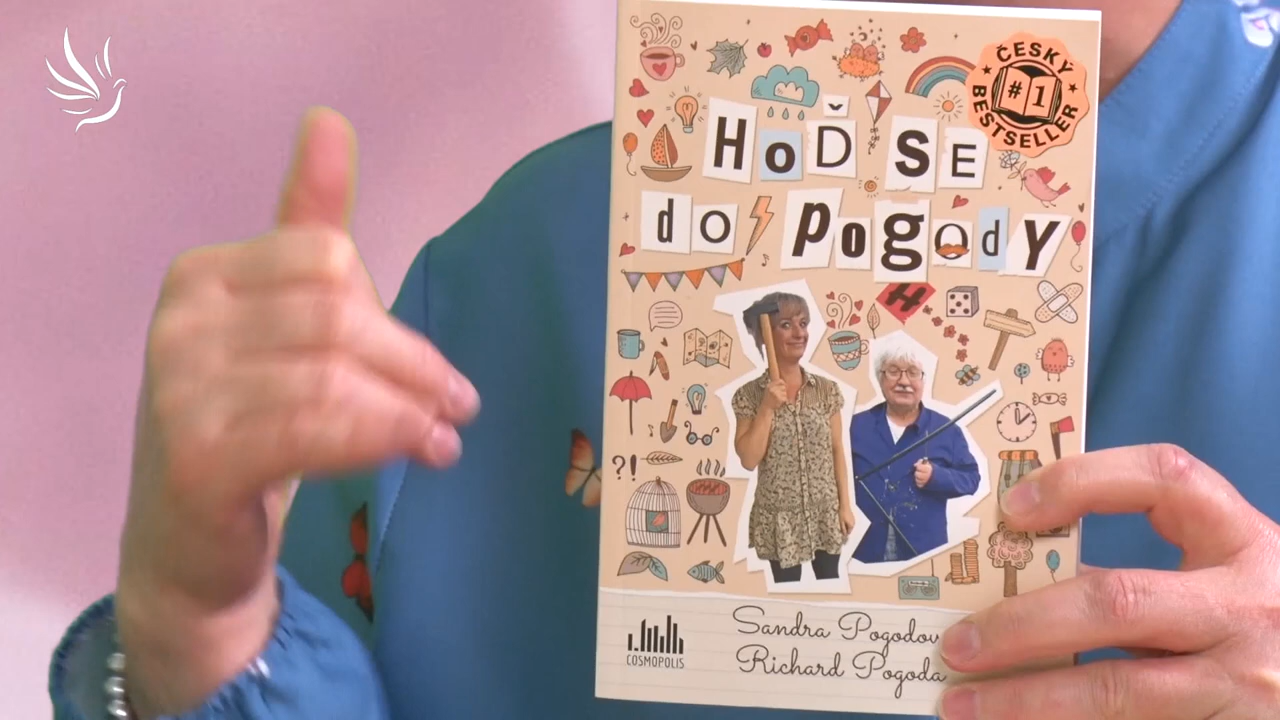 HoĎ SE
do pogody
ČESKÝ
#1
BESTSELLER
?!
COSMOPOLIS
Sandra Pogodov
Richard Pogoda